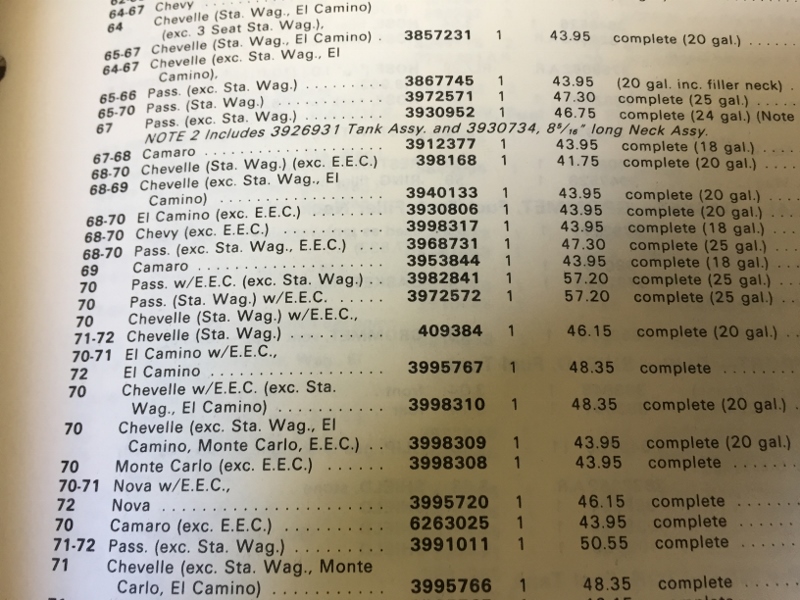 64-67 Chevy
64 Chevelle (Sta. Wag., El Camino)
(exc. 3 Seat Sta. Wag.),
65-67 Chevelle (Sta. Wag., El Camino) . 3857231 1 43.95 complete (20 gal.) . . . . .
64-67 Chevelle (exc. Sta. Wag., El
Camino),
65-66 Pass. (exc. Sta. Wag.) . . . . . . . . 3867745 1 43.95 (20 gal. inc. filler neck) .
65-70 Pass. (Sta. Wag.) . . . . . . . . . . . 3972571 1 47.30 complete (25 gal.) . . . . .
67 Pass. (exc. Sta. Wag.) . . . . . . . . 3930952 1 46.75 complete (24 gal.) (Note
NOTE 2 Includes 3926931 Tank Assy. and 3930734, 8⁵/₁₆" long Neck Assy.
67-68 Camaro . . . . . . . . . . . . . . . . . 3912377 1 43.95 complete (18 gal.)
68-70 Chevelle (Sta. Wag.) (exc. E.E.C.) 398168 1 41.75 complete (20 gal.) . . . .
68-69 Chevelle (exc. Sta. Wag., El
Camino) . . . . . . . . . . . . . . . . 3940133 1 43.95 complete (20 gal.) . . . .
68-70 El Camino (exc. E.E.C.) . . . . . . . . 3930806 1 43.95 complete (20 gal.) . . . .
68-70 Chevy (exc. E.E.C.) . . . . . . . . . . . 3998317 1 43.95 complete (18 gal.) . . . .
68-70 Pass. (exc. Sta. Wag., E.E.C.) . . . 3968731 1 47.30 complete (25 gal.) . . . .
69 Camaro . . . . . . . . . . . . . . . . . . 3953844 1 43.95 complete (18 gal.) . . . .
70 Pass. w/E.E.C. (exc. Sta. Wag.) . . 3982841 1 57.20 complete (25 gal.) . . . .
70 Pass. (Sta. Wag.) w/E.E.C. . . . . . 3972572 1 57.20 complete (25 gal.) . . . .
70 Chevelle (Sta. Wag.) w/E.E.C.,
71-72 Chevelle (Sta. Wag.) . . . . . . . . . . 409384 1 46.15 complete (20 gal.) . . .
70-71 El Camino w/E.E.C.,
72 El Camino . . . . . . . . . . . . . . . . . 3995767 1 48.35 complete . . . . . . . .
70 Chevelle w/E.E.C. (exc. Sta.
Wag., El Camino) . . . . . . . . . . . 3998310 1 48.35 complete (20 gal.) .
70 Chevelle (exc. Sta. Wag., El
Camino, Monte Carlo, E.E.C.) . . 3998309 1 43.95 complete (20 gal.)
70 Monte Carlo (exc. E.E.C.) . . . . . . 3998308 1 43.95 complete . . . . . . .
70-71 Nova w/E.E.C.,
72 Nova . . . . . . . . . . . . . . . . . . . . . 3995720 1 46.15 complete . . . . . . .
70 Camaro (exc. E.E.C.) . . . . . . . . . . 6263025 1 43.95 complete . . . . . . .
71-72 Pass. (exc. Sta. Wag.) . . . . . . . . . 3991011 1 50.55 complete . . . . . . .
71 Chevelle (exc. Sta. Wag., Monte
Carlo, El Camino) . . . . . . . . . . . 3995766 1 48.35 complete . . . . . .